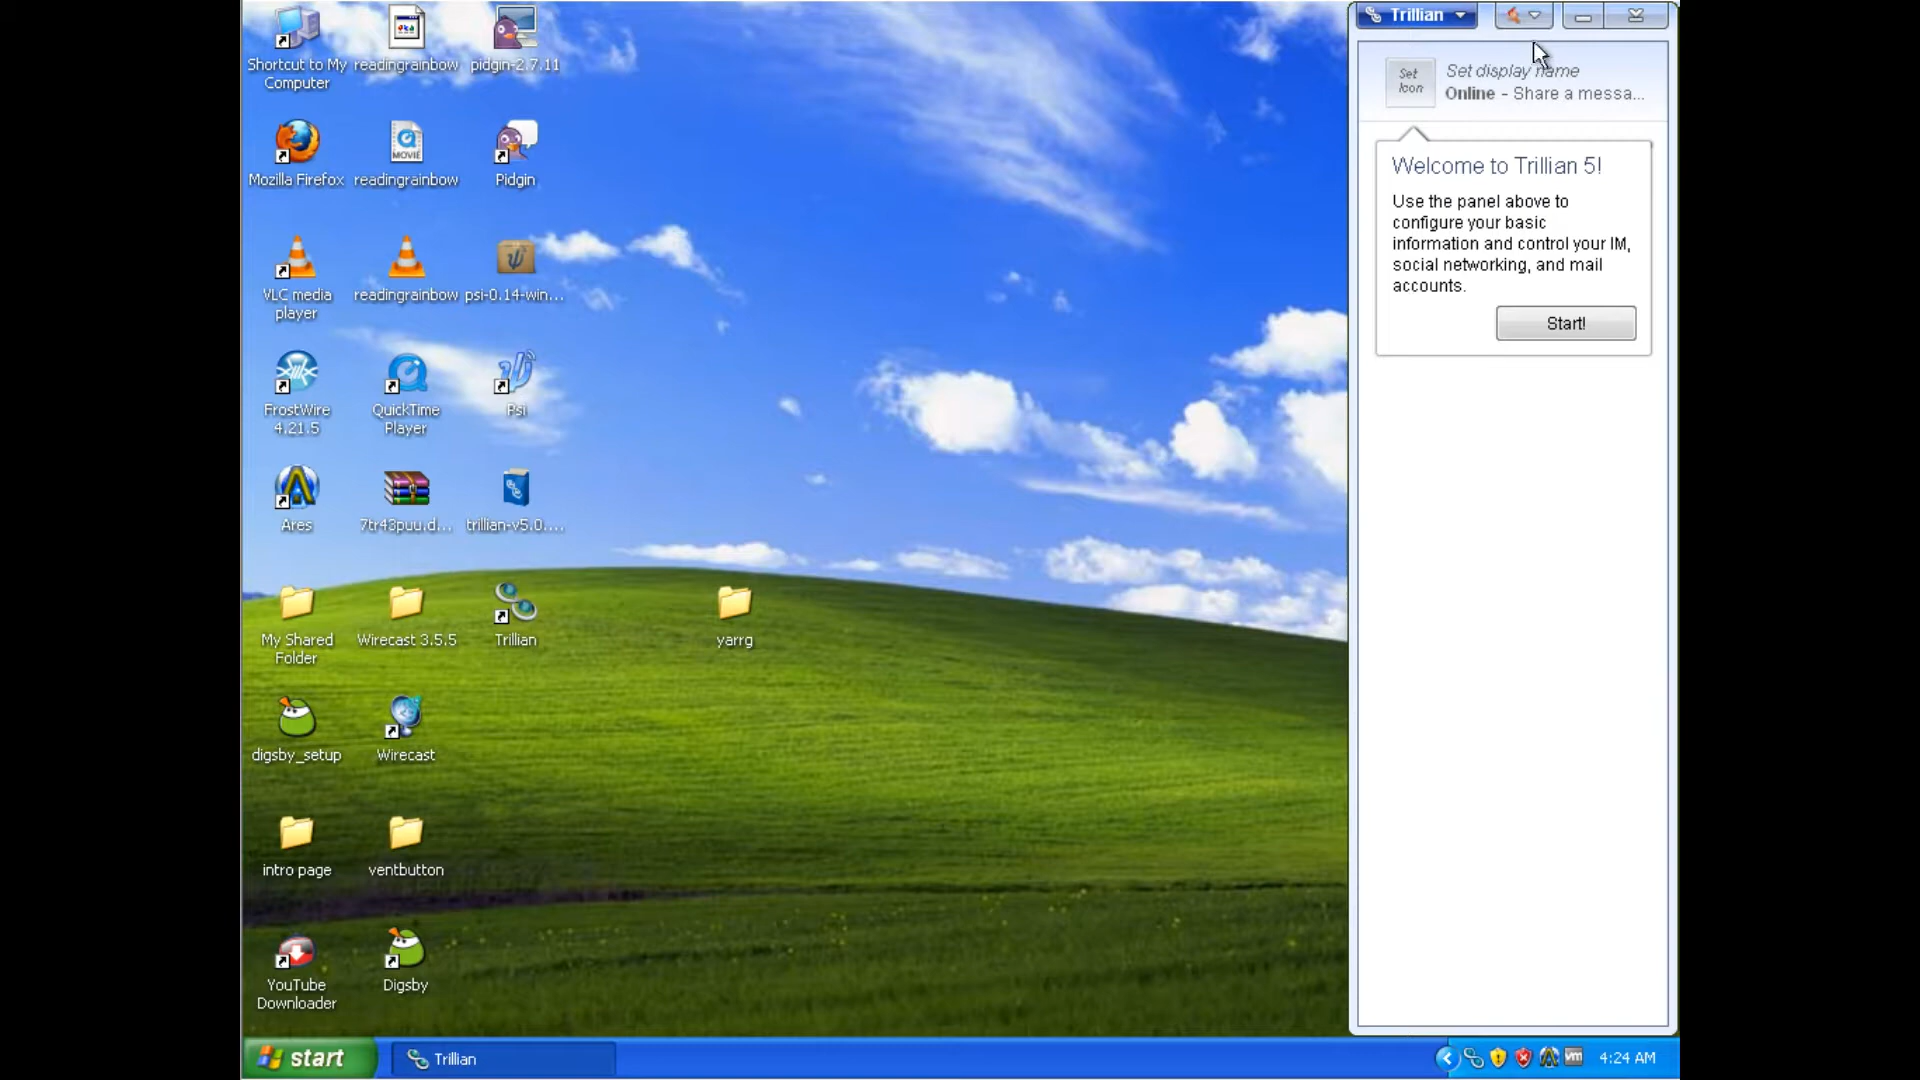 Shortcut to My
Computer
readingrainbow
pidgin-2.7.11
Mozilla Firefox
MOVIE
readingrainbow
Pidgin
VLC media
player
readingrainbow
psi-0.14-win...
FrostWire
4.21.5
QuickTime
Player
Psi
Ares
7tr43puu.d...
trillian-v5.0....
My Shared
Folder
Wirecast 3.5.5
Trillian
yarrg
digsby_setup
Wirecast
intro page
ventbutton
YouTube
Downloader
Digsby
Trillian
Set
Icon
Set display name
Online - Share a messa...
Welcome to Trillian 5!
Use the panel above to
configure your basic
information and control your IM,
social networking, and mail
accounts.
Start!
start
Trillian
vm
4:24 AM